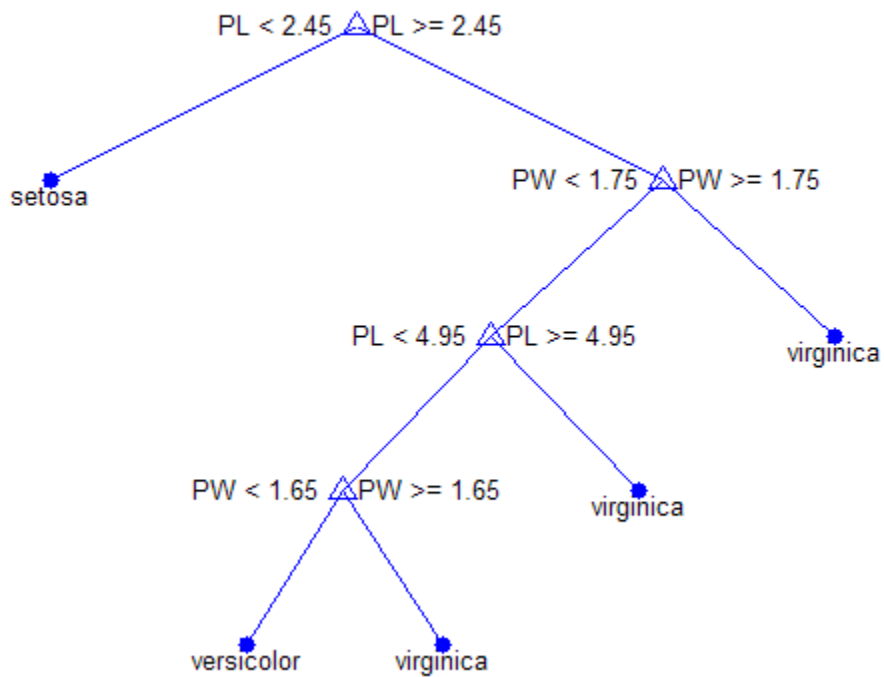 PL < 2.45 PL >= 2.45
setosa
PW < 1.75 PW >= 1.75
PL < 4.95 PL >= 4.95
virginica
PW < 1.65 PW >= 1.65
virginica
versicolor
virginica